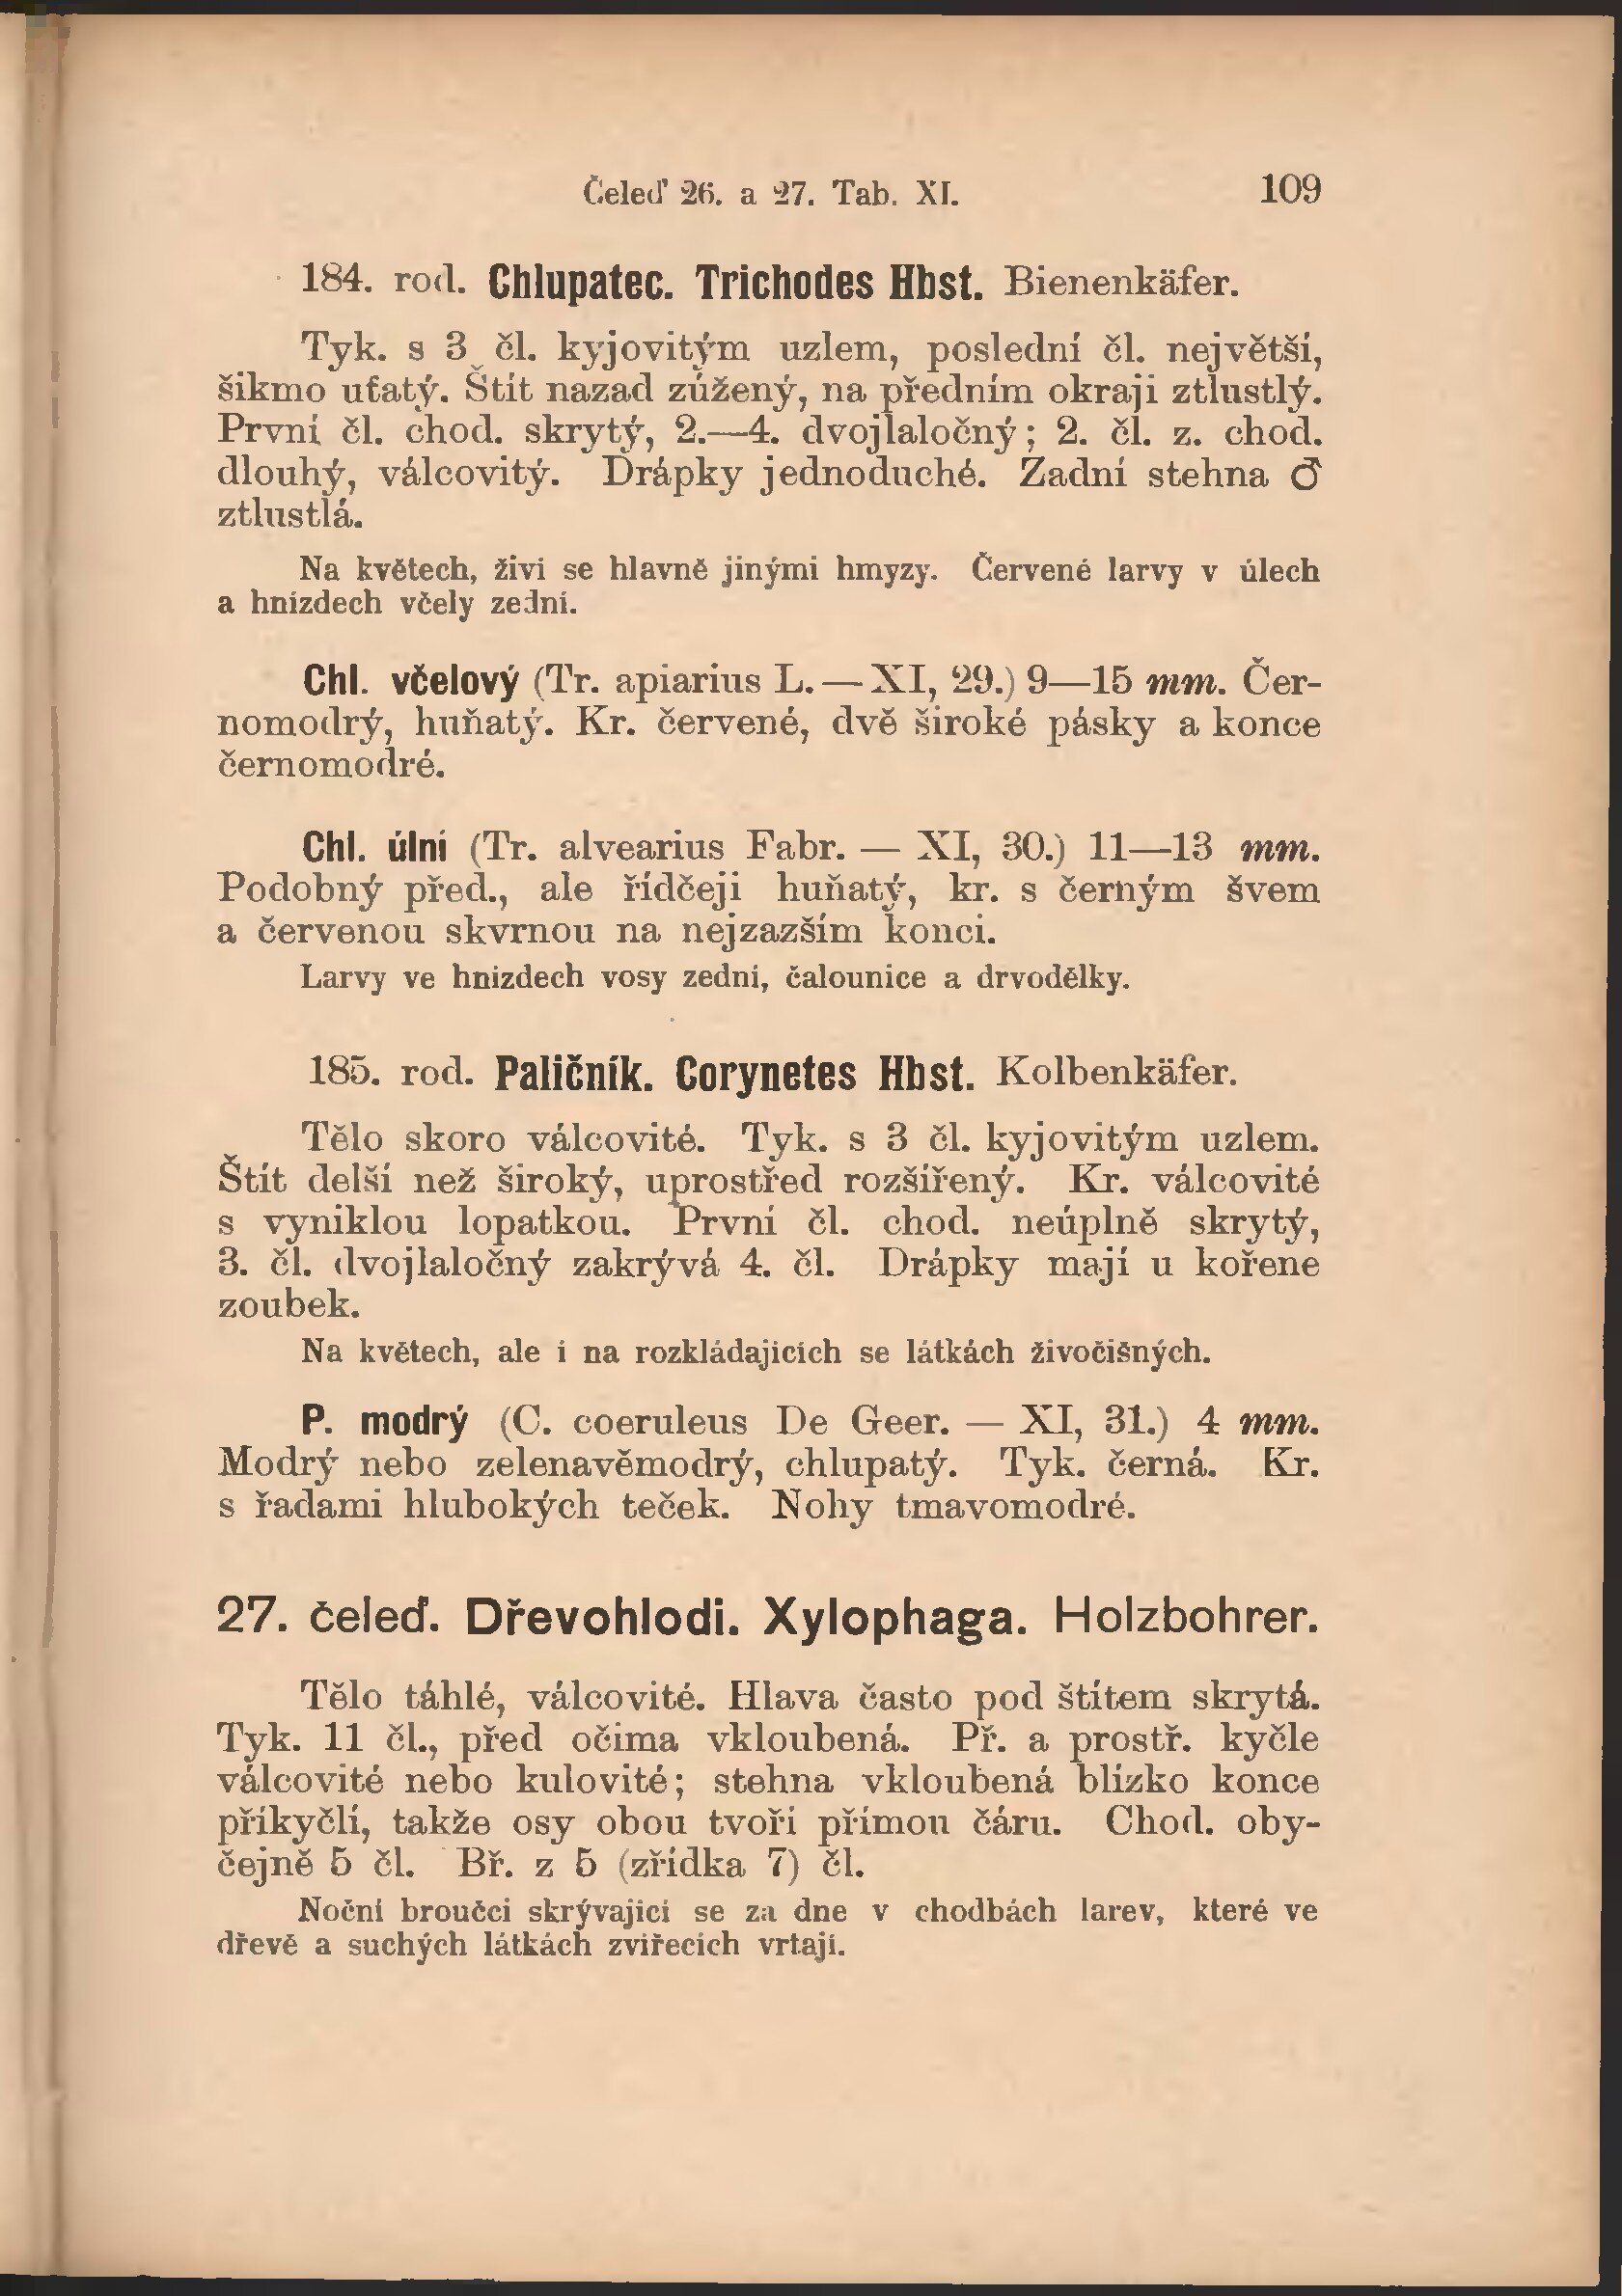 Čeleď 26. a 27. Tab. XI. 109
184. rod. Chlupatec. Trichodes Hbst. Bienenkäfer.
Tyk. s 3 čl. kyjovitým uzlem, poslední čl. největší,
šikmo uťatý. Štít nazad zúžený, na předním okraji ztlustlý.
První čl. chod. skrytý, 2.—4. dvojlaločný; 2. čl. z. chod.
dlouhý, válcovitý. Drápky jednoduché. Zadní stehna ♂
ztlustlá.
Na květech, živí se hlavně jinými hmyzy. Červené larvy v úlech
a hnízdech včely zední.
Chl. včelový (Tr. apiarius L. — XI, 29.) 9—15 mm. Čer-
nomodrý, huňatý. Kr. červené, dvě široké pásky a konce
černomodré.
Chl. úlní (Tr. alvearius Fabr. — XI, 30.) 11—13 mm.
Podobný před., ale řídčeji huňatý, kr. s černým švem
a červenou skvrnou na nejzazším konci.
Larvy ve hnízdech vosy zední, čalounice a drvodělky.
185. rod. Paličník. Corynetes Hbst. Kolbenkäfer.
Tělo skoro válcovité. Tyk. s 3 čl. kyjovitým uzlem.
Štít delší než široký, uprostřed rozšířený. Kr. válcovité
s vyniklou lopatkou. První čl. chod. neúplně skrytý,
3. čl. dvojlaločný zakrývá 4. čl. Drápky mají u kořene
zoubek.
Na květech, ale i na rozkládajících se látkách živočišných.
P. modrý (C. coeruleus De Geer. — XI, 31.) 4 mm.
Modrý nebo zelenavěmodrý, chlupatý. Tyk. černá. Kr.
s řadami hlubokých teček. Nohy tmavomodré.
27. čeleď. Dřevohlodi. Xylophaga. Holzbohrer.
Tělo táhlé, válcovité. Hlava často pod štítem skrytá.
Tyk. 11 čl., před očima vkloubená. Př. a prostř. kyčle
válcovité nebo kulovité; stehna vkloubená blízko konce
příkyčlí, takže osy obou tvoří přímou čáru. Chod. oby-
čejně 5 čl. Bř. z 5 (zřídka 7) čl.
Noční broučci skrývající se za dne v chodbách larev, které ve
dřevě a suchých látkách zvířecích vrtají.